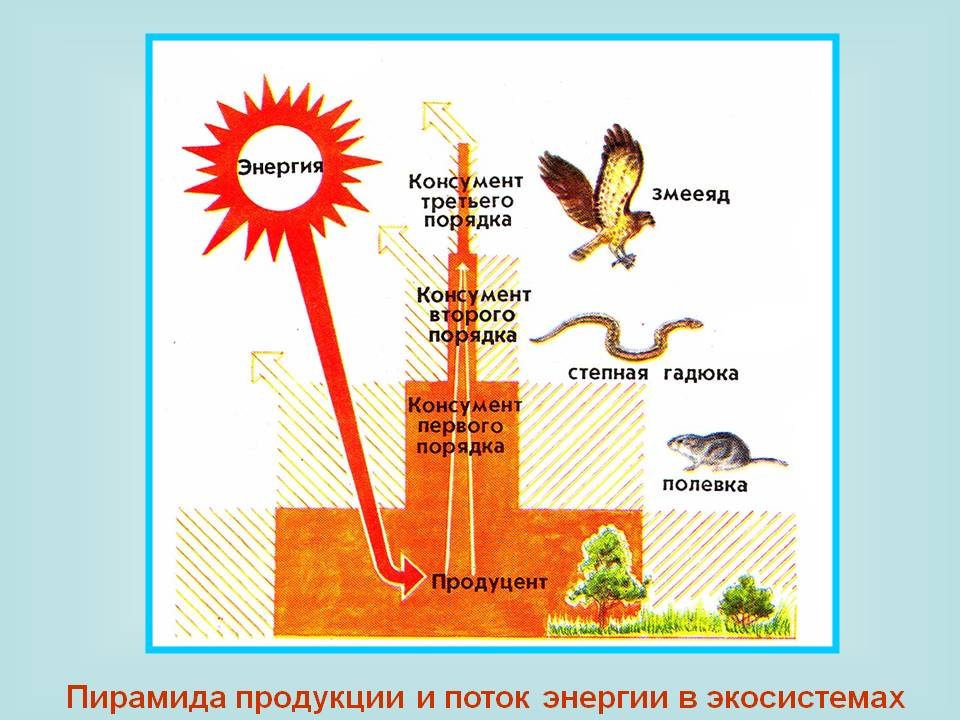 Энергия
Консумент
третьего
порядка
змееяд
Консумент
второго
порядка
степная гадюка
Консумент
первого
порядка
полевка
Продуцент
Пирамида продукции и поток энергии в экосистемах